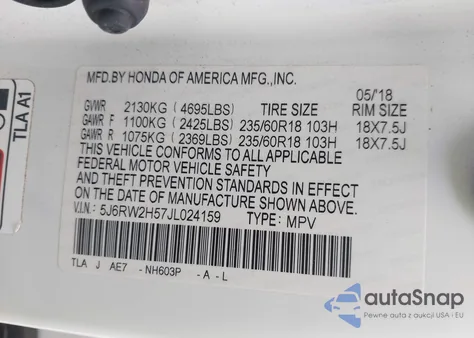 MFD.BY HONDA OF AMERICA MFG.,INC.
05/'18
GVWR 2130KG (4695LBS) TIRE SIZE RIM SIZE
GAWR F 1100KG (2425LBS) 235/60R18 103H 18X7.5J
GAWR R 1075KG (2369LBS) 235/60R18 103H 18X7.5J
THIS VEHICLE CONFORMS TO ALL APPLICABLE
FEDERAL MOTOR VEHICLE SAFETY
AND THEFT PREVENTION STANDARDS IN EFFECT
ON THE DATE OF MANUFACTURE SHOWN ABOVE.
V.I.N.: 5J6RW2H57JL024159 TYPE: MPV
TLA J AE7 -NH603P -A-L
TLA A1
autoSnap
Pewne auta z aukcji USA i EU